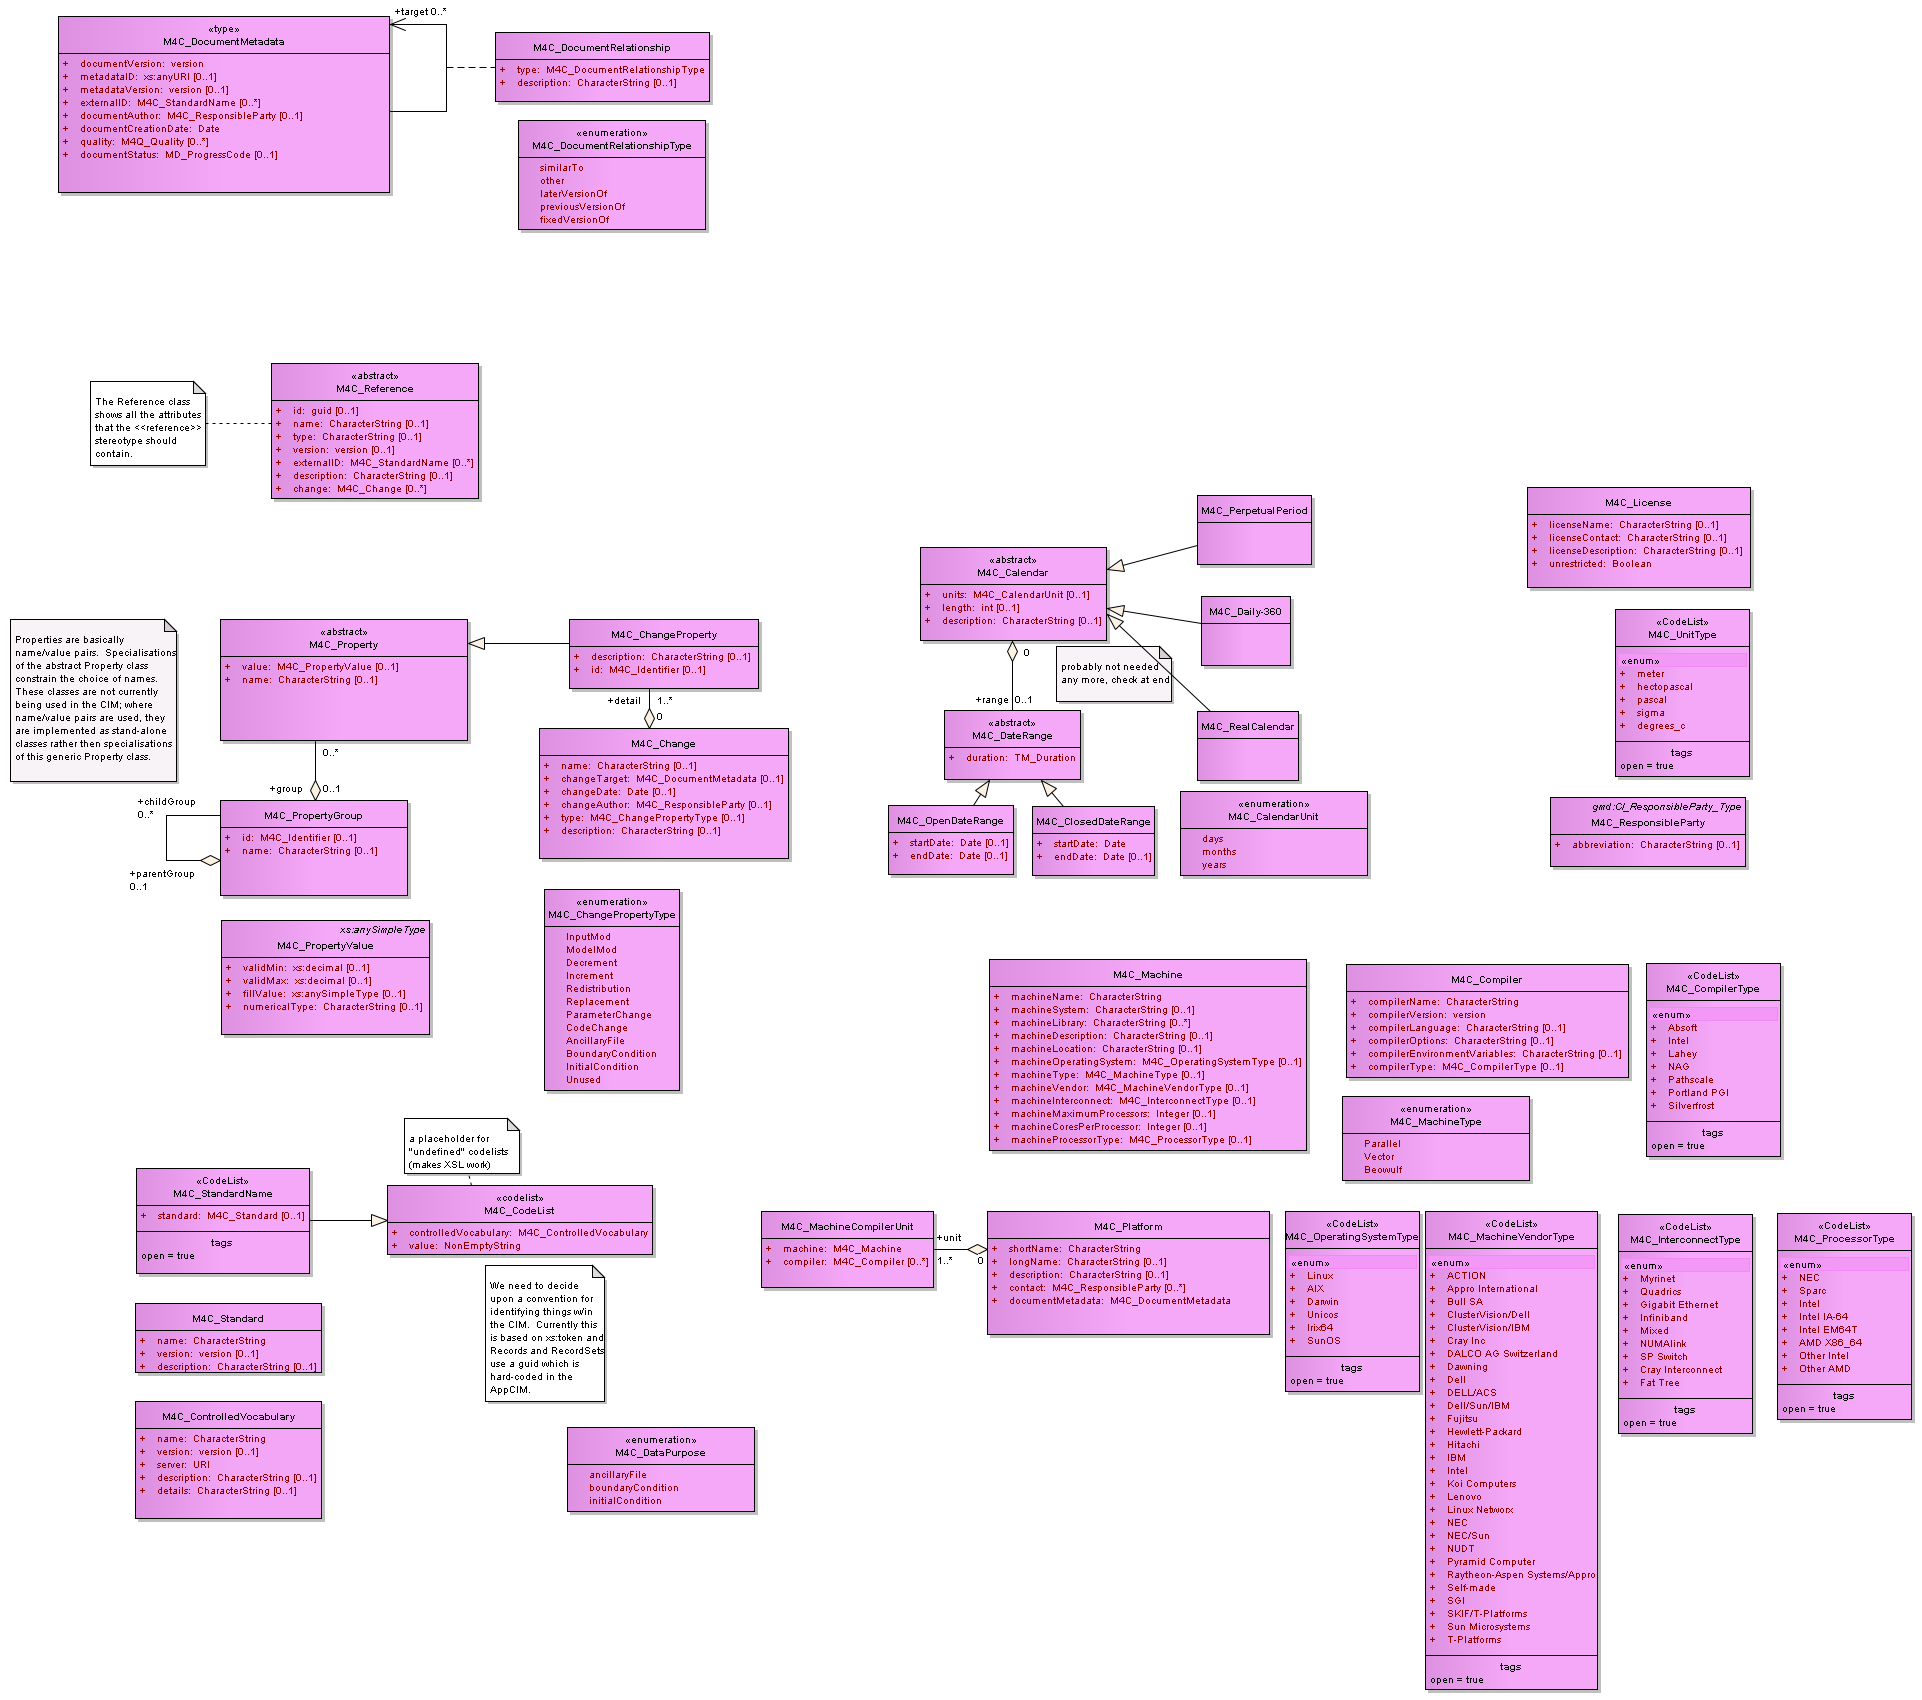 +target 0..*
«type»
M4C_DocumentMetadata
+ documentVersion: version
+ metadataID: xs:anyURI [0..1]
+ metadataVersion: version [0..1]
+ externalID: M4C_StandardName [0..*]
+ documentAuthor: M4C_ResponsibleParty [0..1]
+ documentCreationDate: Date
+ quality: M4Q_Quality [0..*]
+ documentStatus: MD_ProgressCode [0..1]
M4C_DocumentRelationship
+ type: M4C_DocumentRelationshipType
+ description: CharacterString [0..1]
«enumeration»
M4C_DocumentRelationshipType
similarTo
other
laterVersionOf
previousVersionOf
fixedVersionOf
The Reference class
shows all the attributes
that the <<reference>>
stereotype should
contain.
«abstract»
M4C_Reference
+ id: guid [0..1]
+ name: CharacterString [0..1]
+ type: CharacterString [0..1]
+ version: version [0..1]
+ externalID: M4C_StandardName [0..*]
+ description: CharacterString [0..1]
+ change: M4C_Change [0..*]
M4C_PerpetualPeriod
«abstract»
M4C_Calendar
+ units: M4C_CalendarUnit [0..1]
+ length: int [0..1]
+ description: CharacterString [0..1]
M4C_Daily-360
0
probably not needed
any more, check at end
+range 0..1
«abstract»
M4C_DateRange
+ duration: TM_Duration
M4C_RealCalendar
M4C_OpenDateRange
+ startDate: Date [0..1]
+ endDate: Date [0..1]
M4C_ClosedDateRange
+ startDate: Date
+ endDate: Date [0..1]
«enumeration»
M4C_CalendarUnit
days
months
years
M4C_License
+ licenseName: CharacterString [0..1]
+ licenseContact: CharacterString [0..1]
+ licenseDescription: CharacterString [0..1]
+ unrestricted: Boolean
«CodeList»
M4C_UnitType
«enum»
+ meter
+ hectopascal
+ pascal
+ sigma
+ degrees_c
tags
open = true
gmd:CI_ResponsibleParty_Type
M4C_ResponsibleParty
+ abbreviation: CharacterString [0..1]
Properties are basically
name/value pairs. Specialisations
of the abstract Property class
constrain the choice of names.
These classes are not currently
being used in the CIM; where
name/value pairs are used, they
are implemented as stand-alone
classes rather then specialisations
of this generic Property class.
«abstract»
M4C_Property
+ value: M4C_PropertyValue [0..1]
+ name: CharacterString [0..1]
M4C_ChangeProperty
+ description: CharacterString [0..1]
+ id: M4C_Identifier [0..1]
+detail 1..*
0
M4C_Change
+ name: CharacterString [0..1]
+ changeTarget: M4C_DocumentMetadata [0..1]
+ changeDate: Date [0..1]
+ changeAuthor: M4C_ResponsibleParty [0..1]
+ type: M4C_ChangePropertyType [0..1]
+ description: CharacterString [0..1]
0..*
+group 0..1
+childGroup
0..*
M4C_PropertyGroup
+ id: M4C_Identifier [0..1]
+ name: CharacterString [0..1]
+parentGroup
0..1
xs:anySimpleType
M4C_PropertyValue
+ validMin: xs:decimal [0..1]
+ validMax: xs:decimal [0..1]
+ fillValue: xs:anySimpleType [0..1]
+ numericalType: CharacterString [0..1]
«enumeration»
M4C_ChangePropertyType
InputMod
ModelMod
Decrement
Increment
Redistribution
Replacement
ParameterChange
CodeChange
AncillaryFile
BoundaryCondition
InitialCondition
Unused
M4C_Machine
+ machineName: CharacterString
+ machineSystem: CharacterString [0..1]
+ machineLibrary: CharacterString [0..*]
+ machineDescription: CharacterString [0..1]
+ machineLocation: CharacterString [0..1]
+ machineOperatingSystem: M4C_OperatingSystemType [0..1]
+ machineType: M4C_MachineType [0..1]
+ machineVendor: M4C_MachineVendorType [0..1]
+ machineInterconnect: M4C_InterconnectType [0..1]
+ machineMaximumProcessors: Integer [0..1]
+ machineCoresPerProcessor: Integer [0..1]
+ machineProcessorType: M4C_ProcessorType [0..1]
M4C_Compiler
+ compilerName: CharacterString
+ compilerVersion: version
+ compilerLanguage: CharacterString [0..1]
+ compilerOptions: CharacterString [0..1]
+ compilerEnvironmentVariables: CharacterString [0..1]
+ compilerType: M4C_CompilerType [0..1]
«enumeration»
M4C_MachineType
Parallel
Vector
Beowulf
«CodeList»
M4C_CompilerType
«enum»
+ Absoft
+ Intel
+ Lahey
+ NAG
+ Pathscale
+ Portland PGI
+ Silverfrost
tags
open = true
a placeholder for
"undefined" codelists
(makes XSL work)
«CodeList»
M4C_StandardName
+ standard: M4C_Standard [0..1]
tags
open = true
«codelist»
M4C_CodeList
+ controlledVocabulary: M4C_ControlledVocabulary
+ value: NonEmptyString
We need to decide
upon a convention for
identifying things w/in
the CIM. Currently this
is based on xs:token and
Records and RecordSets
use a guid which is
hard-coded in the
AppCIM.
M4C_Standard
+ name: CharacterString
+ version: version [0..1]
+ description: CharacterString [0..1]
M4C_ControlledVocabulary
+ name: CharacterString
+ version: version [0..1]
+ server: URI
+ description: CharacterString [0..1]
+ details: CharacterString [0..1]
«enumeration»
M4C_DataPurpose
ancillaryFile
boundaryCondition
initialCondition
M4C_MachineCompilerUnit
+ machine: M4C_Machine
+ compiler: M4C_Compiler [0..*]
+unit
1..* 0
M4C_Platform
+ shortName: CharacterString
+ longName: CharacterString [0..1]
+ description: CharacterString [0..1]
+ contact: M4C_ResponsibleParty [0..*]
+ documentMetadata: M4C_DocumentMetadata
«CodeList»
M4C_OperatingSystemType
«enum»
+ Linux
+ AIX
+ Darwin
+ Unicos
+ Irix64
+ SunOS
tags
open = true
«CodeList»
M4C_MachineVendorType
«enum»
+ ACTION
+ Appro International
+ Bull SA
+ ClusterVision/Dell
+ ClusterVision/IBM
+ Cray Inc
+ DALCO AG Switzerland
+ Dawning
+ Dell
+ DELL/ACS
+ Dell/Sun/IBM
+ Fujitsu
+ Hewlett-Packard
+ Hitachi
+ IBM
+ Intel
+ Koi Computers
+ Lenovo
+ Linux Networx
+ NEC
+ NEC/Sun
+ NUDT
+ Pyramid Computer
+ Raytheon-Aspen Systems/Appro
+ Self-made
+ SGI
+ SKIF/T-Platforms
+ Sun Microsystems
+ T-Platforms
tags
open = true
«CodeList»
M4C_InterconnectType
«enum»
+ Myrinet
+ Quadrics
+ Gigabit Ethernet
+ Infiniband
+ Mixed
+ NUMAlink
+ SP Switch
+ Cray Interconnect
+ Fat Tree
tags
open = true
«CodeList»
M4C_ProcessorType
«enum»
+ NEC
+ Sparc
+ Intel
+ Intel IA-64
+ Intel EM64T
+ AMD X86_64
+ Other Intel
+ Other AMD
tags
open = true